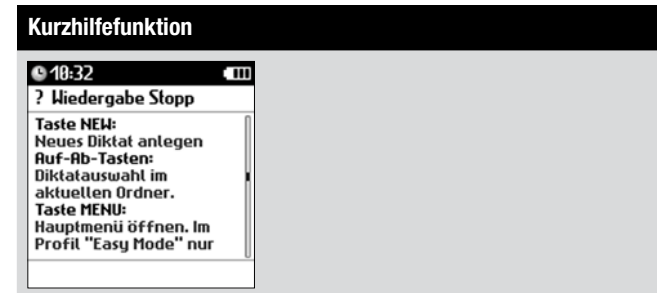 Kurzhilfefunktion
10:32
? Wiedergabe Stopp
Taste NEW:
Neues Diktat anlegen
Auf-Ab-Tasten:
Diktatauswahl im
aktuellen Ordner.
Taste MENU:
Hauptmenü öffnen. Im
Profil "Easy Mode" nur